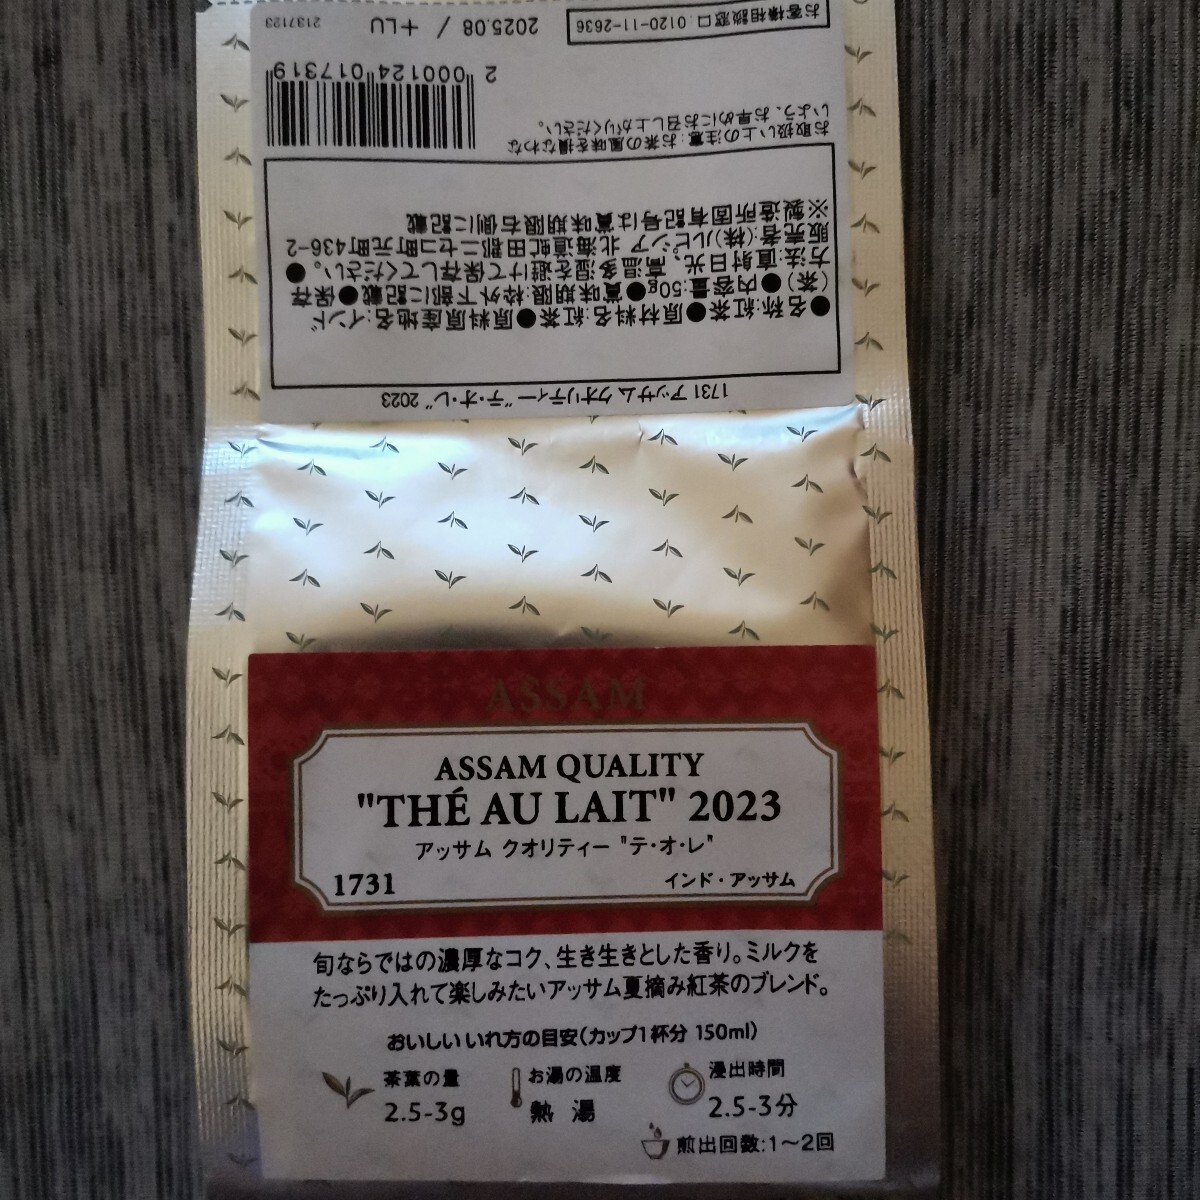 2137123
2025.08 / +LU
お客様相談窓口:0120-11-2636
2 000124 017319
お取扱い上の注意:お茶の風味を損なわな
いよう、お早めにお召し上がりください。
1731 アッサム クオリティー "テ・オ・レ" 2023
●名称:紅茶●原材料名:紅茶●原料原産地名:インド
(茶)●内容量:50g●賞味期限:枠外下部に記載●保存
方法:直射日光、高温多湿を避けて保存してください。●
販売者:(株)ルピシア 北海道虻田郡ニセコ町元町436-2
※製造所固有記号は賞味期限右側に記載
ASSAM
ASSAM QUALITY
"THÉ AU LAIT" 2023
アッサム クオリティー "テ・オ・レ"
1731 インド・アッサム
旬ならではの濃厚なコク、生き生きとした香り。ミルクを
たっぷり入れて楽しみたいアッサム夏摘み紅茶のブレンド。
おいしいいれ方の目安(カップ1杯分 150ml)
茶葉の量 お湯の温度 浸出時間
2.5-3g 熱 湯 2.5-3分
煎出回数:1〜2回